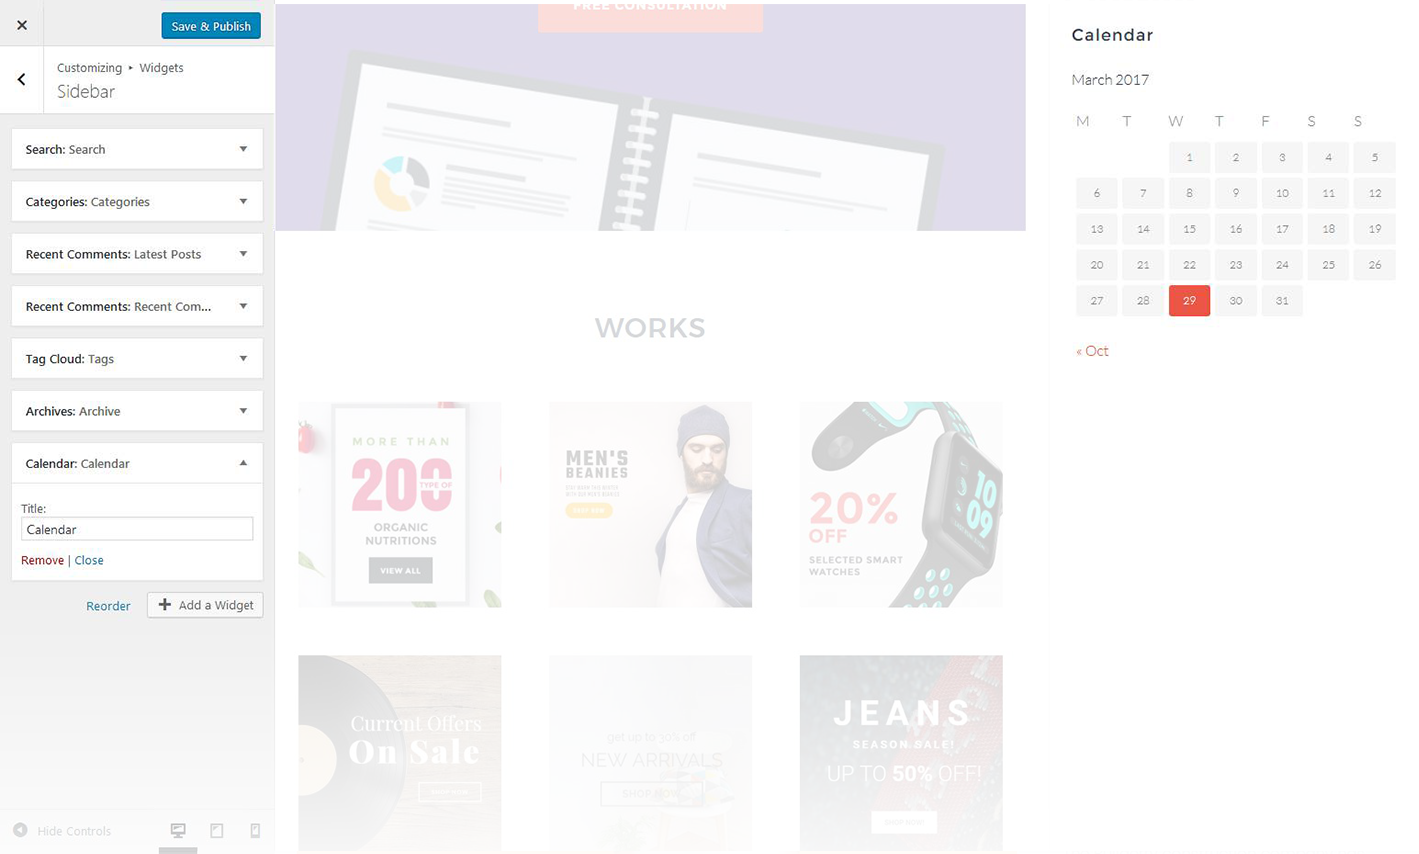 Save & Publish
Customizing ▸ Widgets
Sidebar
Search: Search
Categories: Categories
Recent Comments: Latest Posts
Recent Comments: Recent Com...
Tag Cloud: Tags
Archives: Archive
Calendar: Calendar
Title:
Calendar
Remove | Close
Reorder
Add a Widget
Hide Controls
FREE CONSULTATION
WORKS
MORE THAN
200
TYPE OF
ORGANIC
NUTRITIONS
VIEW ALL
MEN'S
BEANIES
20%
OFF
SELECTED SMART
WATCHES
10
09
Current Offers
On Sale
SHOP NOW
get up to 30% off
NEW ARRIVALS
SHOP NOW
JEANS
SEASON SALE!
UP TO 50% OFF!
SHOP NOW
Calendar
March 2017
M T W T F S S
1 2 3 4 5
6 7 8 9 10 11 12
13 14 15 16 17 18 19
20 21 22 23 24 25 26
27 28 29 30 31
« Oct